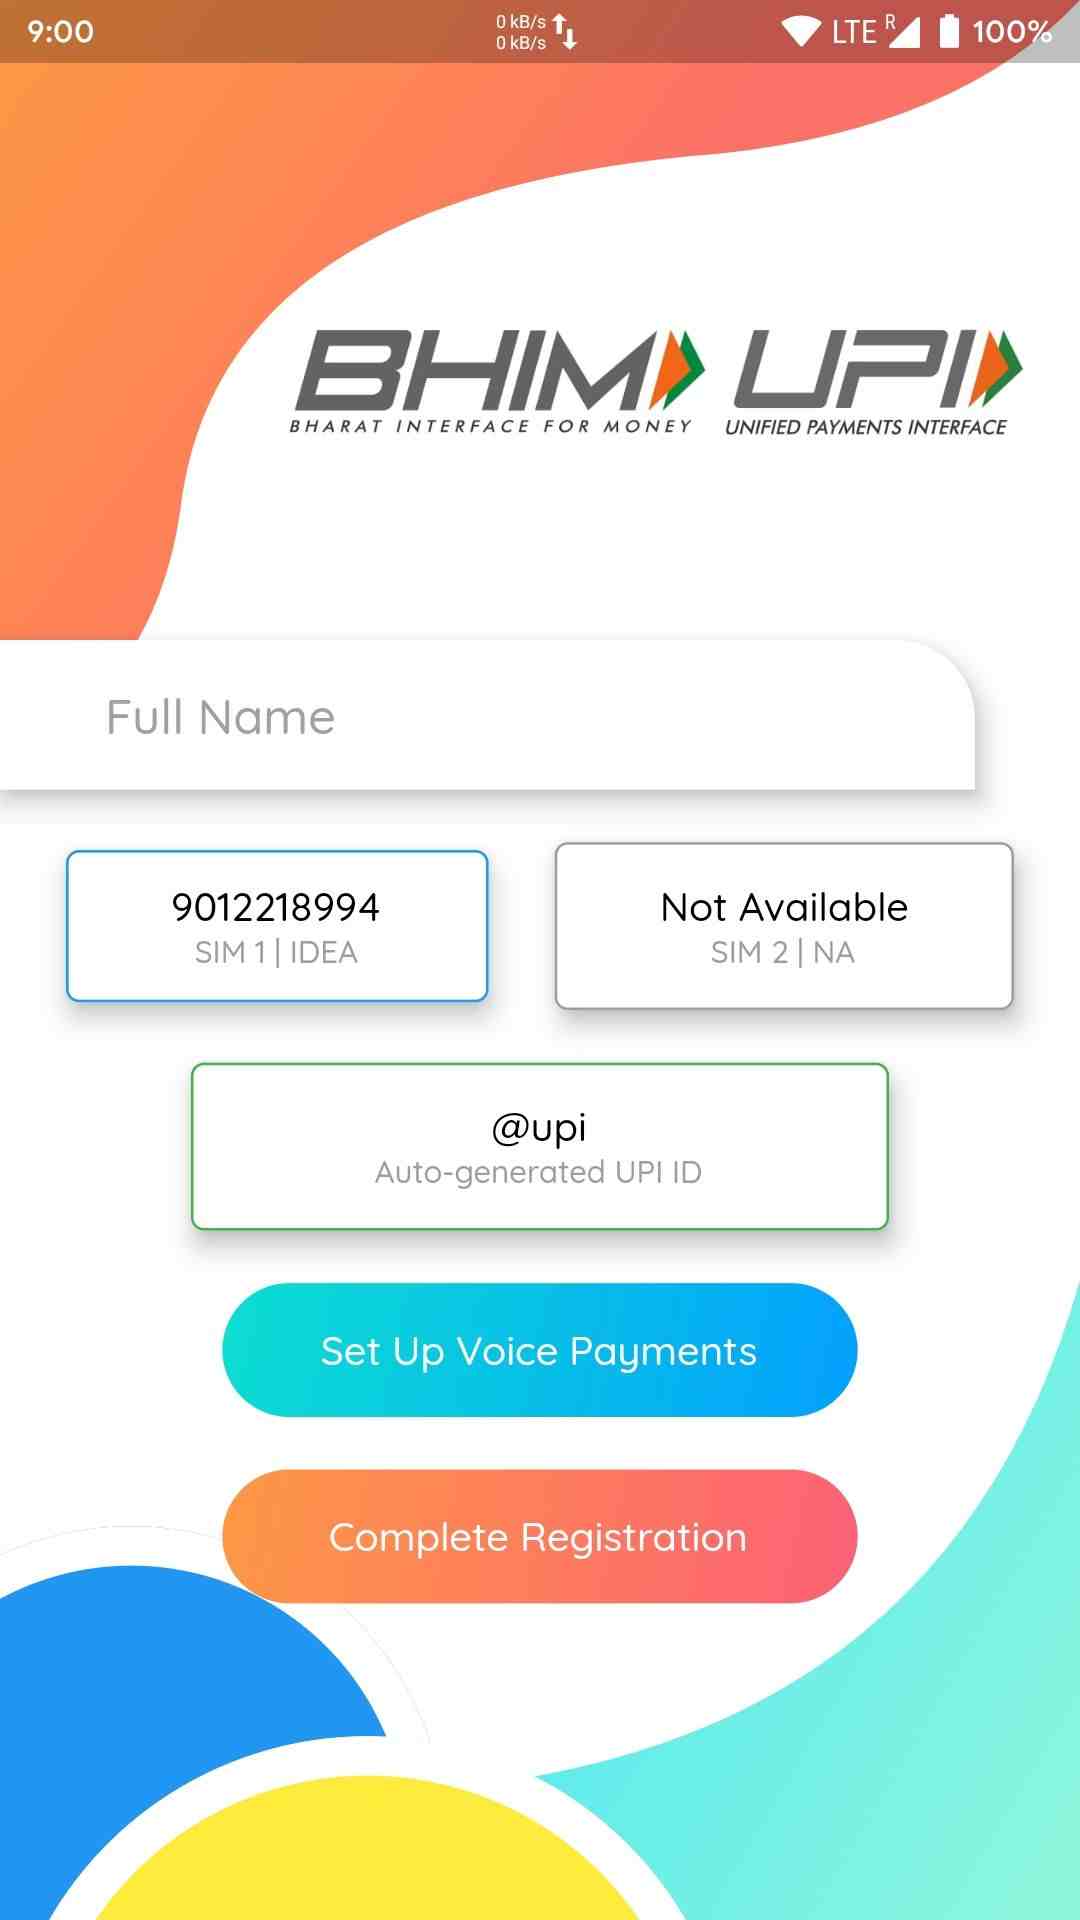 9:00
0 kB/s
0 kB/s
LTE R 100%
BHIM UPI
BHARAT INTERFACE FOR MONEY UNIFIED PAYMENTS INTERFACE
Full Name
9012218994
SIM 1 | IDEA
Not Available
SIM 2 | NA
@upi
Auto-generated UPI ID
Set Up Voice Payments
Complete Registration